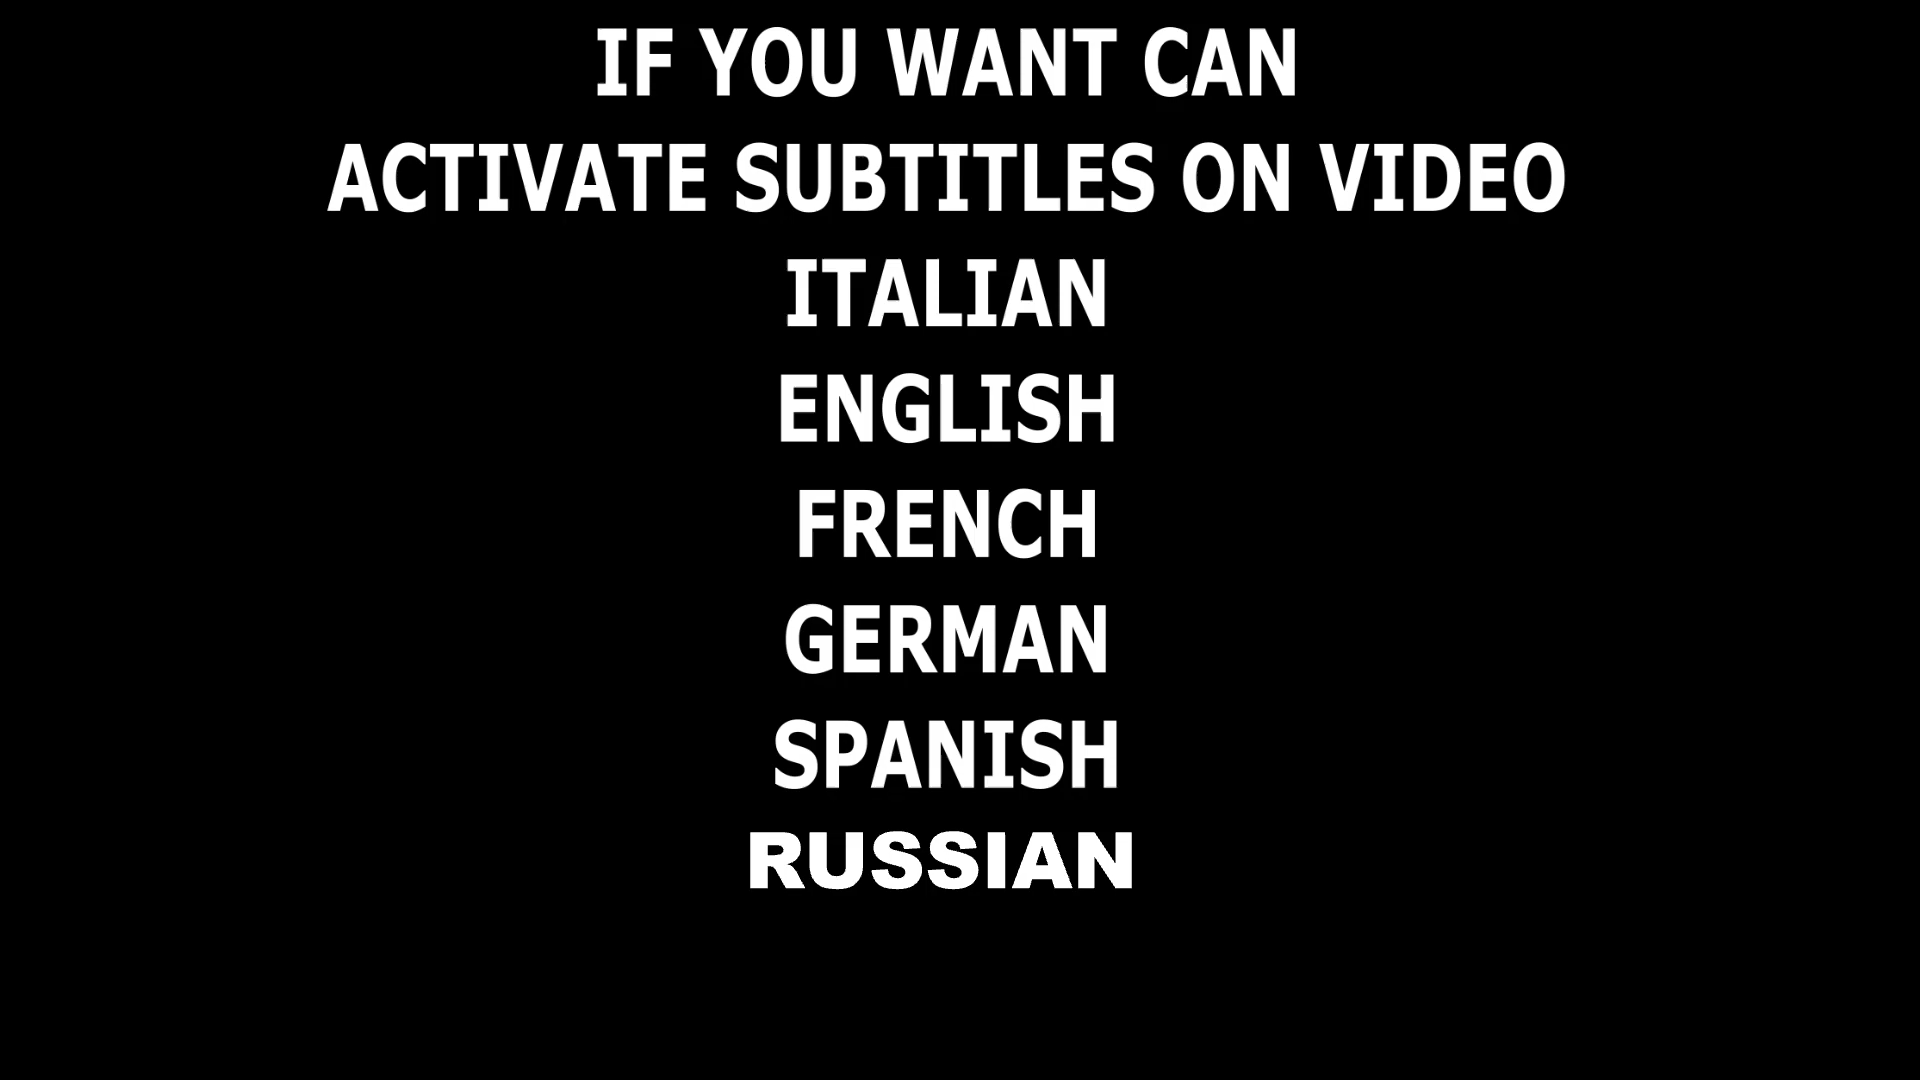 IF YOU WANT CAN
ACTIVATE SUBTITLES ON VIDEO
ITALIAN
ENGLISH
FRENCH
GERMAN
SPANISH
RUSSIAN